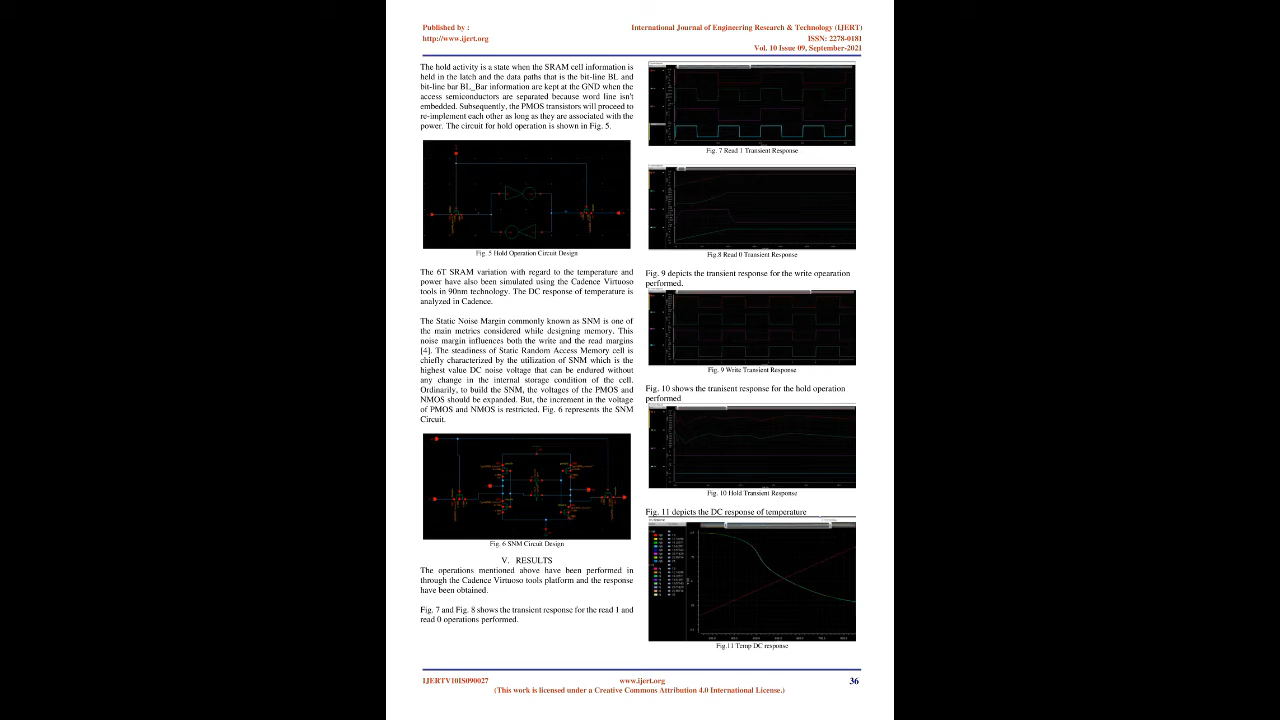 Published by :
http://www.ijert.org
International Journal of Engineering Research & Technology (IJERT)
ISSN: 2278-0181
Vol. 10 Issue 09, September-2021
The hold activity is a state when the SRAM cell information is
held in the latch and the data paths that is the bit-line BL and
bit-line bar BL_Bar information are kept at the GND when the
access semiconductors are separated because word line isn't
embedded. Subsequently, the PMOS transistors will proceed to
re-implement each other as long as they are associated with the
power. The circuit for hold operation is shown in Fig. 5.
Fig. 5 Hold Operation Circuit Design
The 6T SRAM variation with regard to the temperature and
power have also been simulated using the Cadence Virtuoso
tools in 90nm technology. The DC response of temperature is
analyzed in Cadence.
The Static Noise Margin commonly known as SNM is one of
the main metrics considered while designing memory. This
noise margin influences both the write and the read margins
[4]. The steadiness of Static Random Access Memory cell is
chiefly characterized by the utilization of SNM which is the
highest value DC noise voltage that can be endured without
any change in the internal storage condition of the cell.
Ordinarily, to build the SNM, the voltages of the PMOS and
NMOS should be expanded. But, the increment in the voltage
of PMOS and NMOS is restricted. Fig. 6 represents the SNM
Circuit.
Fig. 6 SNM Circuit Design
V. RESULTS
The operations mentioned above have been performed in
through the Cadence Virtuoso tools platform and the response
have been obtained.
Fig. 7 and Fig. 8 shows the transient response for the read 1 and
read 0 operations performed.
Fig. 7 Read 1 Transient Response
Fig.8 Read 0 Transient Response
Fig. 9 depicts the transient response for the write opearation
performed.
Fig. 9 Write Transient Response
Fig. 10 shows the tranisent response for the hold operation
performed
Fig. 10 Hold Transient Response
Fig. 11 depicts the DC response of temperature
Fig.11 Temp DC response
IJERTV10IS090027
www.ijert.org
36
(This work is licensed under a Creative Commons Attribution 4.0 International License.)